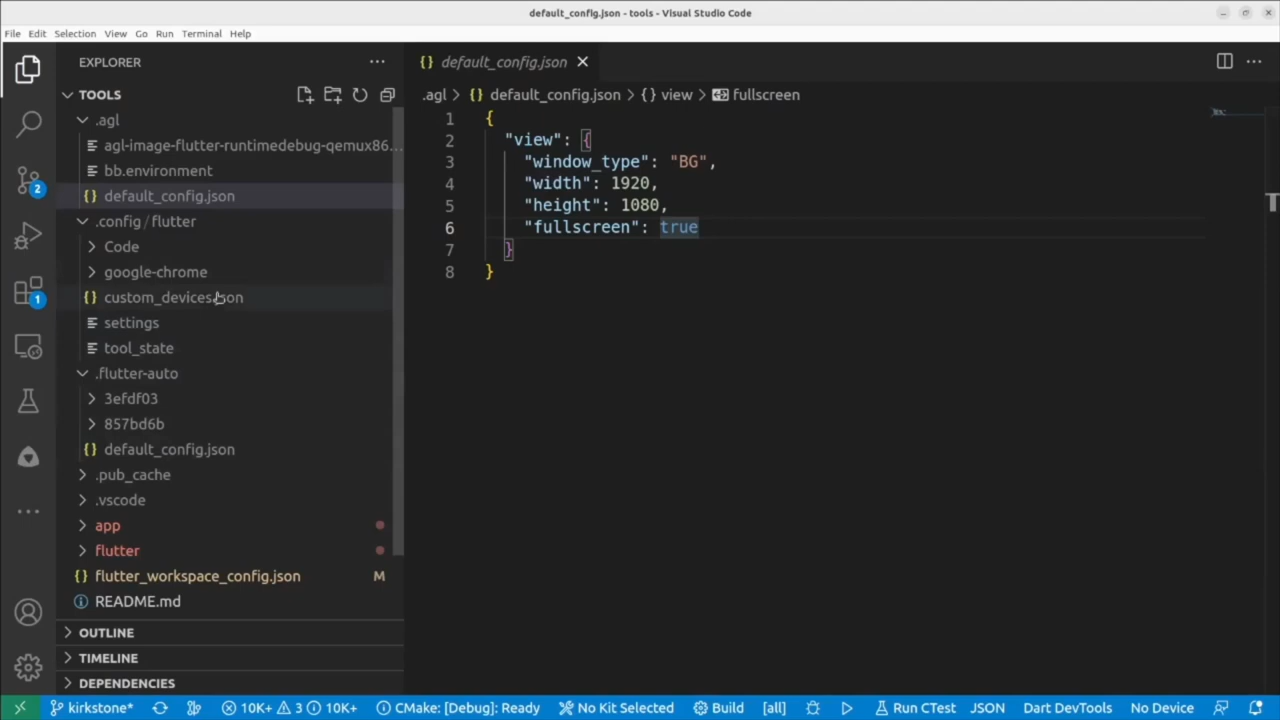 default_config.json - tools - Visual Studio Code
File Edit Selection View Go Run Terminal Help
EXPLORER
TOOLS
.agl
agl-image-flutter-runtimedebug-qemux86...
bb.environment
default_config.json
.config/flutter
Code
google-chrome
custom_devices.json
settings
tool_state
.flutter-auto
3efdf03
857bd6b
default_config.json
.pub_cache
.vscode
app
flutter
flutter_workspace_config.json M
README.md
OUTLINE
TIMELINE
DEPENDENCIES
2
1
default_config.json
.agl > {} default_config.json > {} view > fullscreen
1 {
2 "view": {
3 "window_type": "BG",
4 "width": 1920,
5 "height": 1080,
6 "fullscreen": true
7 }
8 }
kirkstone* 10K+ 3 10K+ CMake: [Debug]: Ready No Kit Selected Build [all] Run CTest JSON Dart DevTools No Device